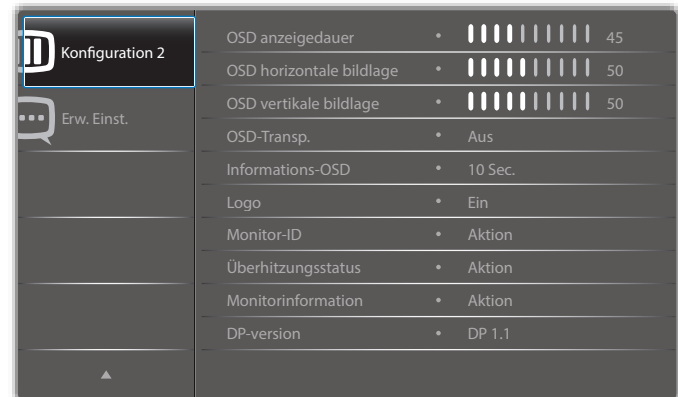 Konfiguration 2
Erw. Einst.
OSD anzeigedauer • 45
OSD horizontale bildlage • 50
OSD vertikale bildlage • 50
OSD-Transp. • Aus
Informations-OSD • 10 Sec.
Logo • Ein
Monitor-ID • Aktion
Überhitzungsstatus • Aktion
Monitorinformation • Aktion
DP-version • DP 1.1